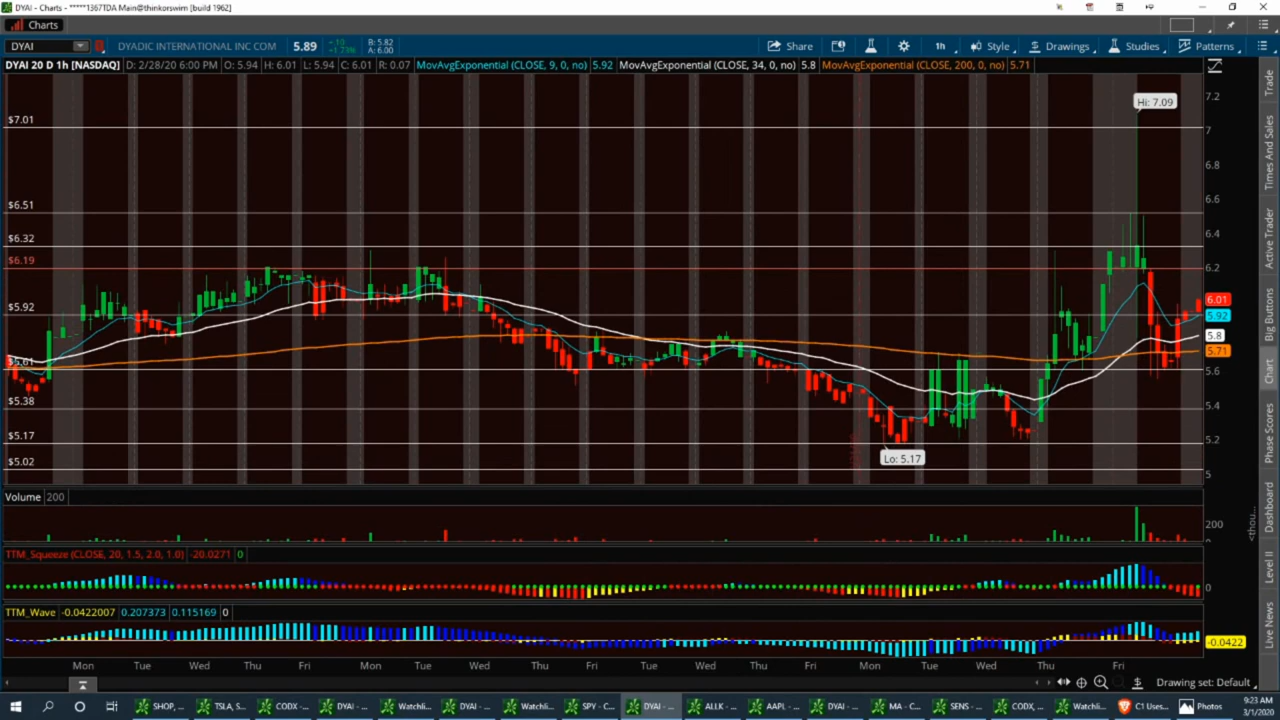 DYAI - Charts - *****1367TDA Main@thinkorswim [build 1962]
Charts
DYAI DYADIC INTERNATIONAL INC COM 5.89 +.10 +1.73% B: 5.82 A: 6.00 Share 1h Style Drawings Studies Patterns
DYAI 20 D 1h [NASDAQ] D: 2/28/20 6:00 PM O: 5.94 H: 6.01 L: 5.94 C: 6.01 R: 0.07 MovAvgExponential (CLOSE, 9, 0, no) 5.92 MovAvgExponential (CLOSE, 34, 0, no) 5.8 MovAvgExponential (CLOSE, 200, 0, no) 5.71
Hi: 7.09
$7.01
$6.51
$6.32
$6.19
$5.92
$5.61
$5.38
$5.17
$5.02
Lo: 5.17
7.2
7
6.8
6.6
6.4
6.2
6.01
5.92
5.8
5.71
5.6
5.4
5.2
5
Volume 200
200
<thou...
TTM_Squeeze (CLOSE, 20, 1.5, 2.0, 1.0) -20.0271 0
0
TTM_Wave -0.0422007 0.207373 0.115169 0
-0.0422
Mon Tue Wed Thu Fri Mon Tue Wed Thu Fri Tue Wed Thu Fri Mon Tue Wed Thu Fri
Drawing set: Default
Trade
Times And Sales
Active Trader
Big Buttons
Chart
Phase Scores
Dashboard
Level II
Live News
SHOP, ... TSLA, S... CODX - ... DYAI - ... Watchli... DYAI - ... Watchli... SPY - C... DYAI -... ALLK - ... AAPL - ... DYAI - ... MA - C... SENS - ... CODX, ... Watchli... C1 Uses... Photos
9:23 AM
3/1/2020